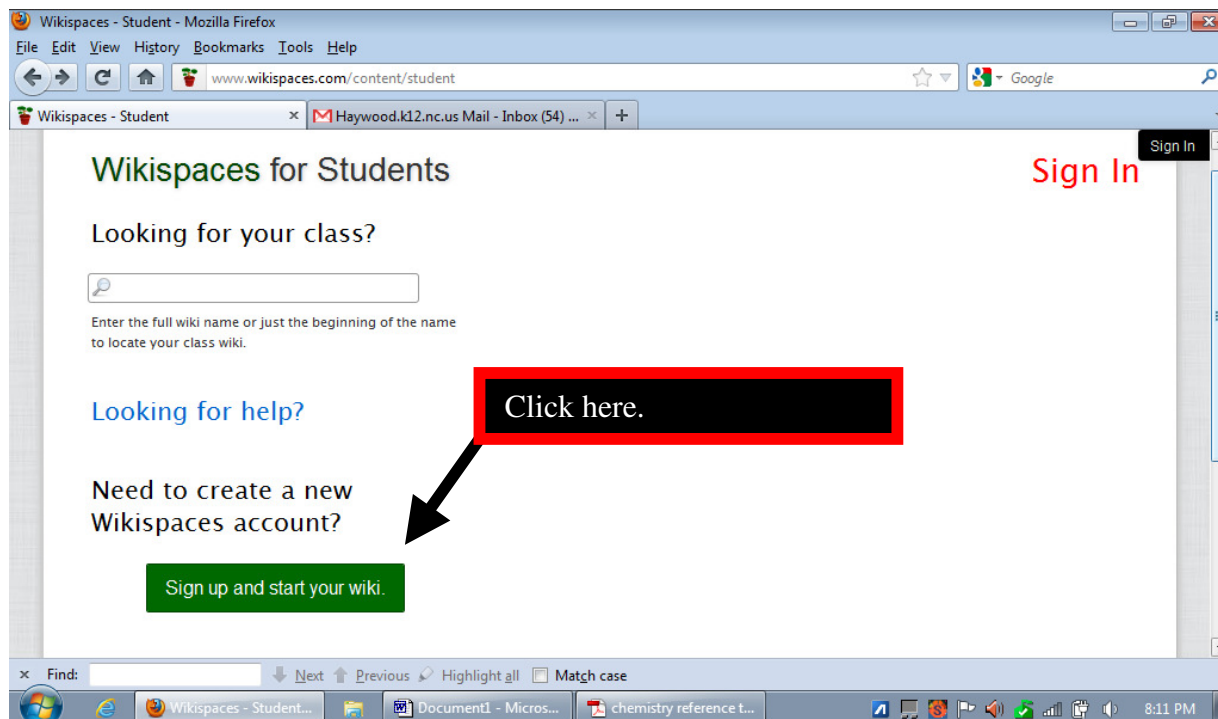 Wikispaces - Student - Mozilla Firefox
File Edit View History Bookmarks Tools Help
www.wikispaces.com/content/student
Google
Wikispaces - Student
Haywood.k12.nc.us Mail - Inbox (54) ...
Sign In
Wikispaces for Students
Sign In
Looking for your class?
Enter the full wiki name or just the beginning of the name
to locate your class wiki.
Click here.
Looking for help?
Need to create a new
Wikispaces account?
Sign up and start your wiki.
Find: Next Previous Highlight all Match case
Wikispaces - Student... Document1 - Micros... chemistry reference t... 8:11 PM